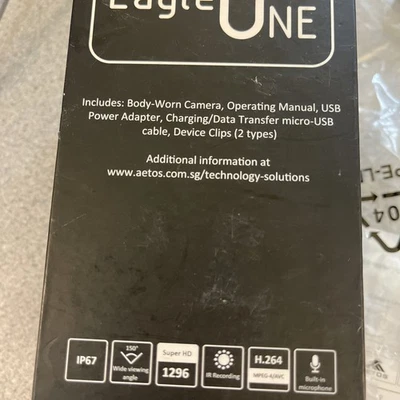 Eagle UNE
Includes: Body-Worn Camera, Operating Manual, USB
Power Adapter, Charging/Data Transfer micro-USB
cable, Device Clips (2 types)
Additional information at
www.aetos.com.sg/technology-solutions
IP67
150°
Wide viewing
angle
Super HD
1296
IR Recording
H.264
MPEG-4/AVC
Built-in
microphone
04